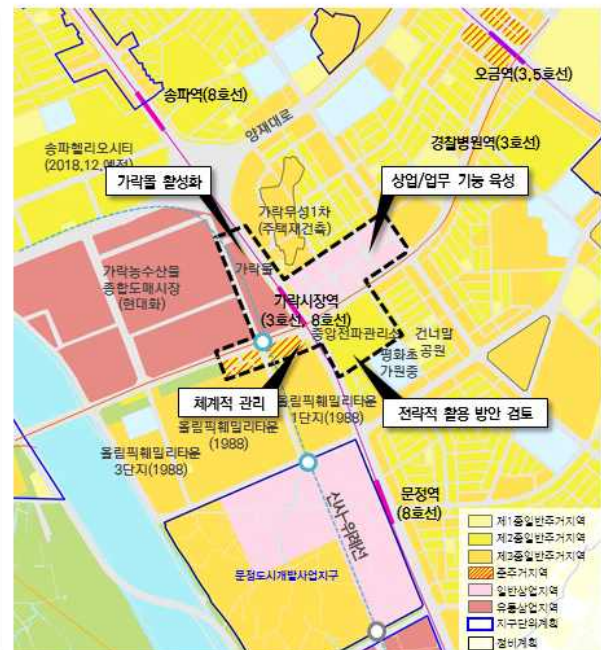 오금역(3,5호선)
송파역(8호선)
양재대로
경찰병원역(3호선)
송파헬리오시티
(2018.12.예정)
가락몰 활성화
상업/업무 기능 육성
가락무성1차
(주택재건축)
가락농수산물
종합도매시장
(현대화)
가락몰
가락시장역
(3호선, 8호선)
중앙전파관리소
건너말
공원
평화초
가원중
체계적 관리
전략적 활용 방안 검토
올림픽훼밀리타운
1단지(1988)
올림픽훼밀리타운
(1988)
올림픽훼밀리타운
3단지(1988)
문정역
(8호선)
신사-위례선
문정도시개발사업지구
제1종일반주거지역
제2종일반주거지역
제3종일반주거지역
준주거지역
일반상업지역
유통상업지역
지구단위계획
정비계획